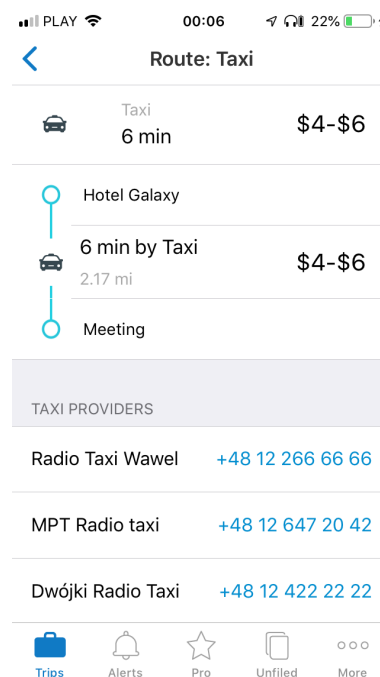 PLAY 00:06 22%
Route: Taxi
Taxi
6 min $4-$6
Hotel Galaxy
6 min by Taxi $4-$6
2.17 mi
Meeting
TAXI PROVIDERS
Radio Taxi Wawel +48 12 266 66 66
MPT Radio taxi +48 12 647 20 42
Dwójki Radio Taxi +48 12 422 22 22
Trips Alerts Pro Unfiled More